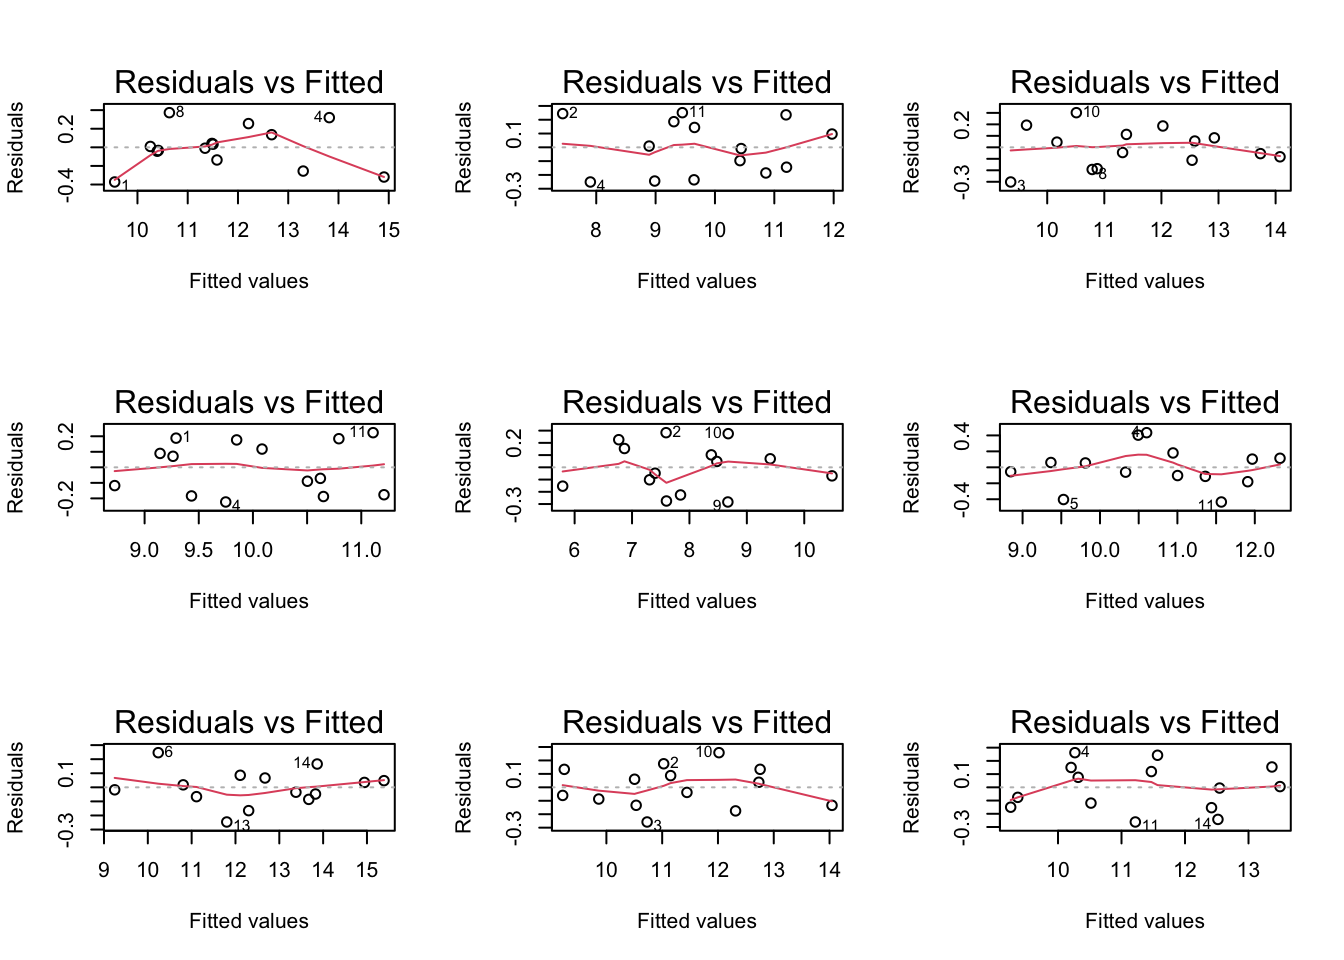 Residuals vs Fitted
Residuals
-0.4 0.2
8
4
1
10 11 12 13 14 15
Fitted values
Residuals vs Fitted
Residuals
-0.3 0.1
2
11
4
8 9 10 11 12
Fitted values
Residuals vs Fitted
Residuals
-0.3 0.2
10
8
3
10 11 12 13 14
Fitted values
Residuals vs Fitted
Residuals
-0.2 0.2
1
11
4
9.0 9.5 10.0 11.0
Fitted values
Residuals vs Fitted
Residuals
-0.3 0.2
2
10
9
6 7 8 9 10
Fitted values
Residuals vs Fitted
Residuals
-0.4 0.4
4
5
11
9.0 10.0 11.0 12.0
Fitted values
Residuals vs Fitted
Residuals
-0.3 0.1
6
14
13
9 10 11 12 13 14 15
Fitted values
Residuals vs Fitted
Residuals
-0.3 0.1
10
2
3
10 11 12 13 14
Fitted values
Residuals vs Fitted
Residuals
-0.3 0.1
4
11
14
10 11 12 13
Fitted values